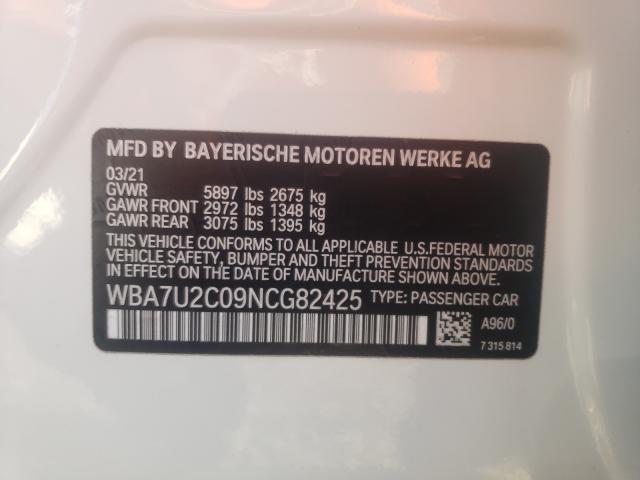 MFD BY BAYERISCHE MOTOREN WERKE AG
03/21
GVWR 5897 lbs 2675 kg
GAWR FRONT 2972 lbs 1348 kg
GAWR REAR 3075 lbs 1395 kg
THIS VEHICLE CONFORMS TO ALL APPLICABLE U.S.FEDERAL MOTOR
VEHICLE SAFETY, BUMPER AND THEFT PREVENTION STANDARDS
IN EFFECT ON THE DATE OF MANUFACTURE SHOWN ABOVE.
WBA7U2C09NCG82425 TYPE: PASSENGER CAR
A96/0
7 315 814